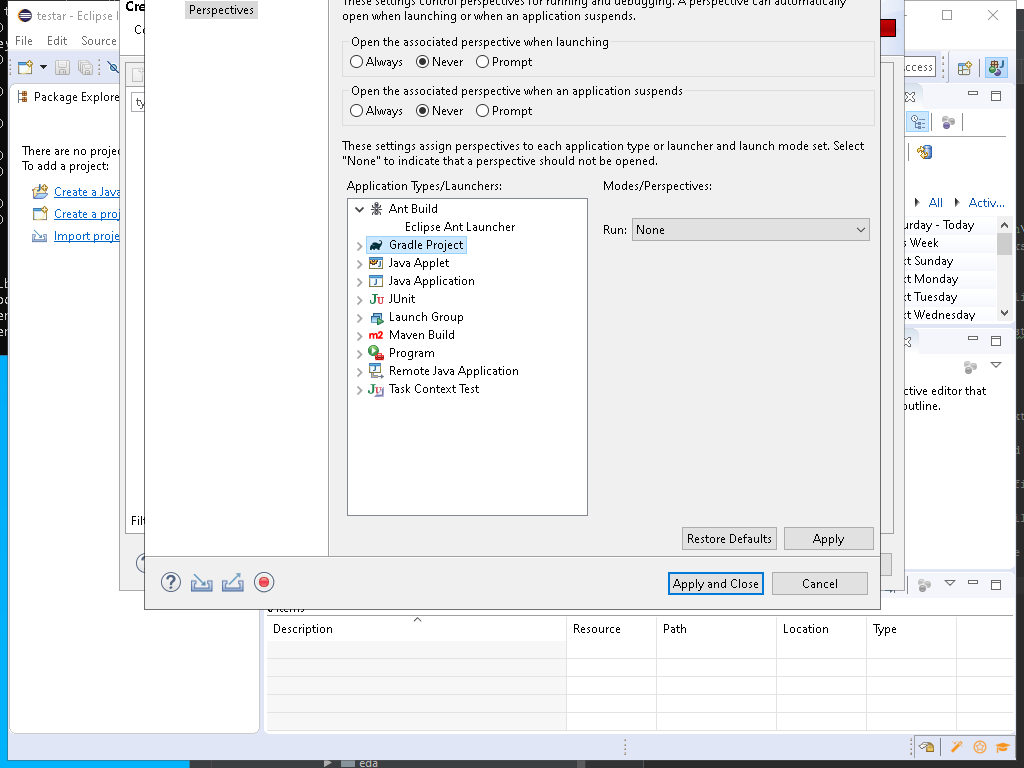 testar - Eclipse I
Cre
File Edit Source
Perspectives
These settings control perspectives for running and debugging. A perspective can automatically
open when launching or when an application suspends.
Open the associated perspective when launching
Always Never Prompt
Open the associated perspective when an application suspends
Always Never Prompt
These settings assign perspectives to each application type or launcher and launch mode set. Select
"None" to indicate that a perspective should not be opened.
Application Types/Launchers:
Modes/Perspectives:
Ant Build
Eclipse Ant Launcher
Gradle Project
Java Applet
Java Application
JUnit
Launch Group
Maven Build
Program
Remote Java Application
Task Context Test
Run: None
Restore Defaults Apply
Apply and Close Cancel
Package Explore
There are no projec
To add a project:
Create a Java
Create a proj
Import proje
Filt
ccess
All Activ...
urday - Today
s Week
xt Sunday
xt Monday
xt Tuesday
xt Wednesday
ctive editor that
outline.
Description Resource Path Location Type
eda